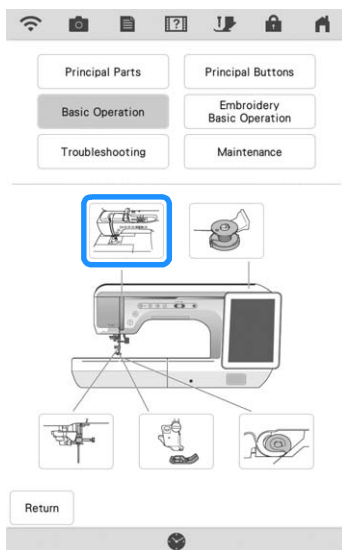 Principal Parts
Principal Buttons
Basic Operation
Embroidery
Basic Operation
Troubleshooting
Maintenance
Return